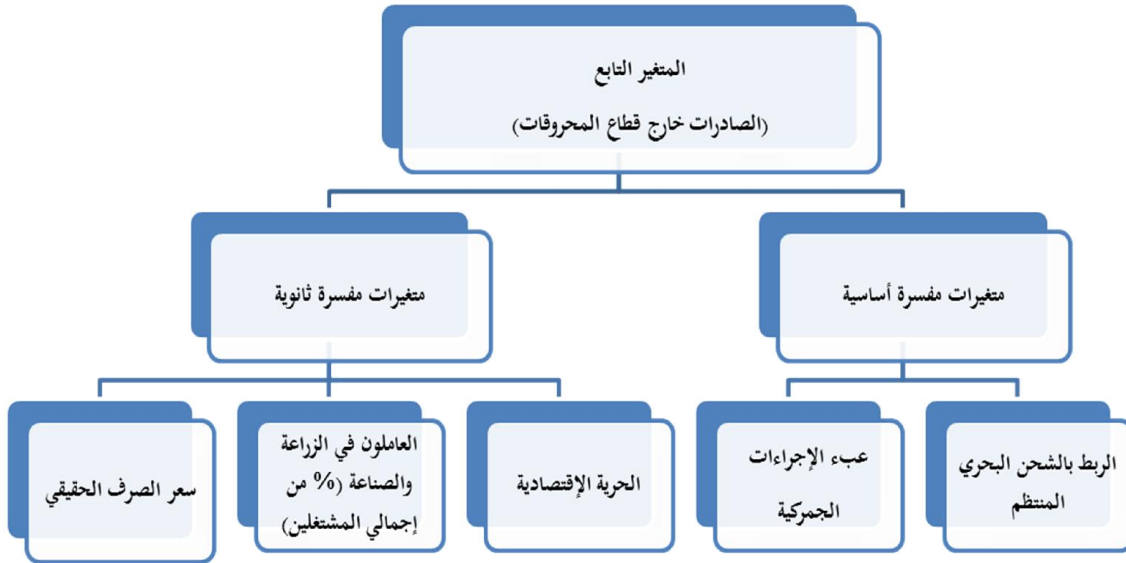 المتغير التابع
(الصادرات خارج قطاع المحروقات)
متغيرات مفسرة أساسية
متغيرات مفسرة ثانوية
الربط بالشحن البحري
المنتظم
عبء الإجراءات
الجمركية
الحرية الإقتصادية
العاملون في الزراعة
والصناعة (% من
إجمالي المشتغلين)
سعر الصرف الحقيقي